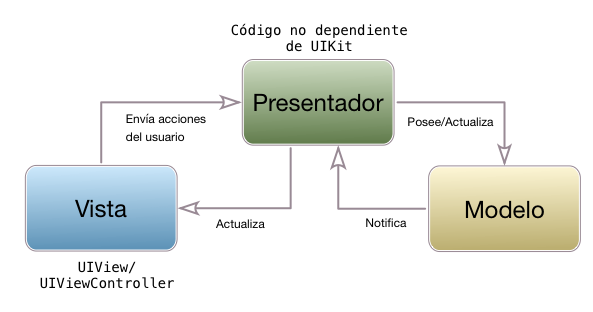 Código no dependiente
de UIKit
Presentador
Envía acciones
del usuario
Posee/Actualiza
Vista
Modelo
Actualiza
Notifica
UIView/
UIViewController